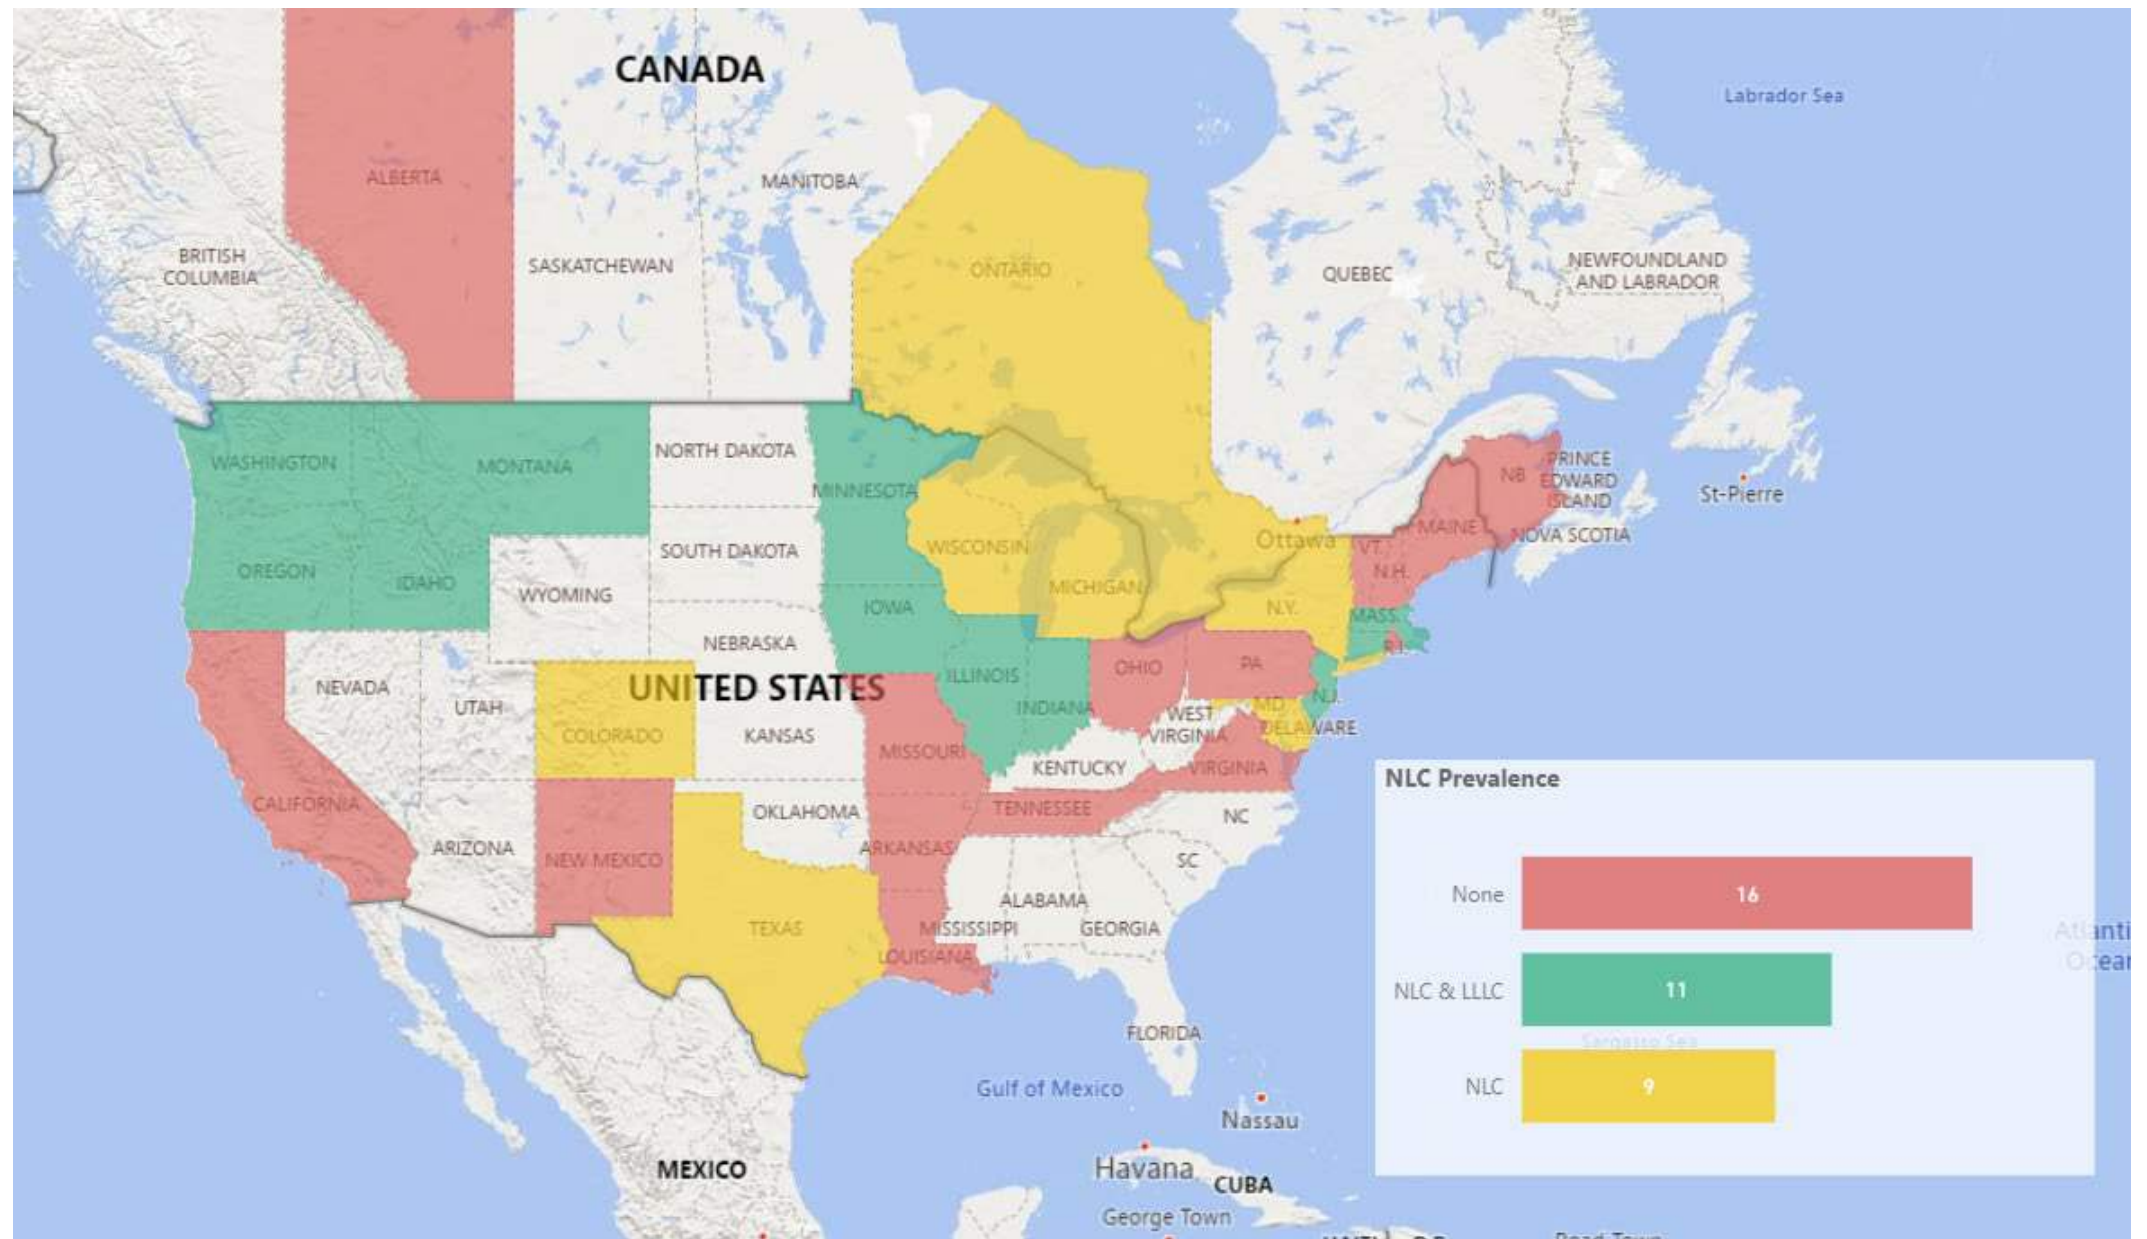 CANADA
Labrador Sea
ALBERTA
MANITOBA
BRITISH
COLUMBIA
SASKATCHEWAN
ONTARIO
QUEBEC
NEWFOUNDLAND
AND LABRADOR
WASHINGTON
MONTANA
NORTH DAKOTA
MINNESOTA
NB
PRINCE
EDWARD
ISLAND
St-Pierre
MAINE
NOVA SCOTIA
OREGON
IDAHO
WYOMING
SOUTH DAKOTA
WISCONSIN
MICHIGAN
Ottawa
VT.
N.H.
IOWA
N.Y.
MASS.
NEBRASKA
R.I.
NEVADA
UTAH
UNITED STATES
ILLINOIS
INDIANA
OHIO
PA
N.J.
MD
DELAWARE
WEST
VIRGINIA
COLORADO
KANSAS
MISSOURI
KENTUCKY
VIRGINIA
CALIFORNIA
OKLAHOMA
TENNESSEE
NC
ARIZONA
NEW MEXICO
ARKANSAS
SC
TEXAS
ALABAMA
MISSISSIPPI
GEORGIA
LOUISIANA
FLORIDA
Gulf of Mexico
Nassau
Havana
CUBA
George Town
MEXICO
NLC Prevalence
None
16
NLC & LLLC
11
Sargasso Sea
NLC
9